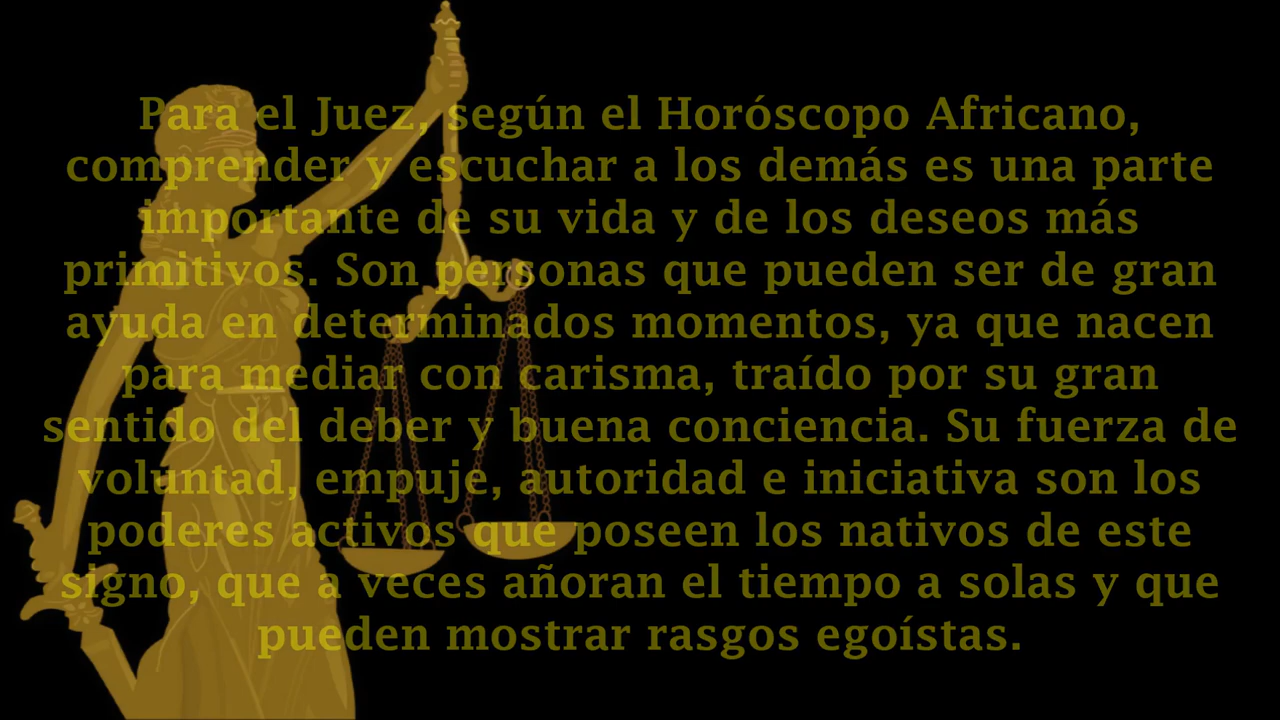 Para el Juez, según el Horóscopo Africano,
comprender y escuchar a los demás es una parte
importante de su vida y de los deseos más
primitivos. Son personas que pueden ser de gran
ayuda en determinados momentos, ya que nacen
para mediar con carisma, traído por su gran
sentido del deber y buena conciencia. Su fuerza de
voluntad, empuje, autoridad e iniciativa son los
poderes activos que poseen los nativos de este
signo, que a veces añoran el tiempo a solas y que
pueden mostrar rasgos egoístas.